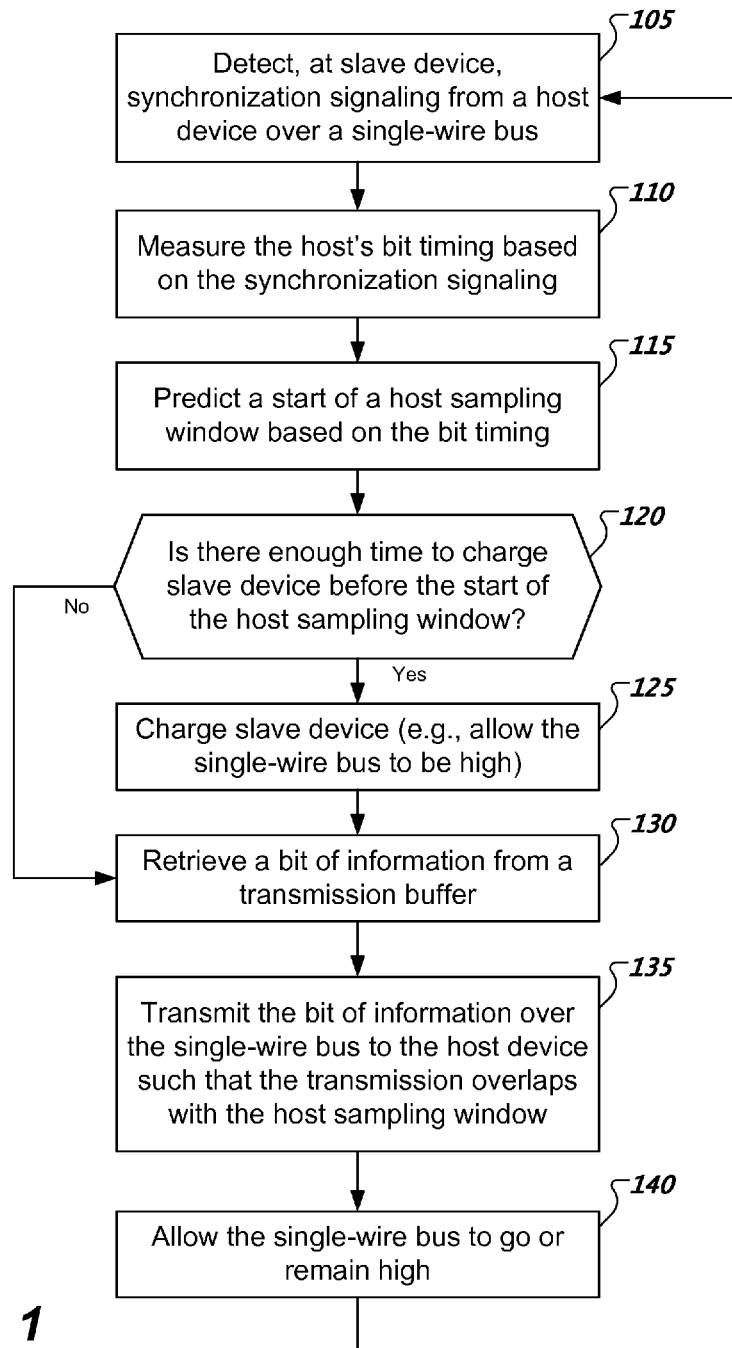 105
Detect, at slave device,
synchronization signaling from a host
device over a single-wire bus
110
Measure the host's bit timing based
on the synchronization signaling
115
Predict a start of a host sampling
window based on the bit timing
120
Is there enough time to charge
slave device before the start of
the host sampling window?
No
Yes
125
Charge slave device (e.g., allow the
single-wire bus to be high)
130
Retrieve a bit of information from a
transmission buffer
135
Transmit the bit of information over
the single-wire bus to the host device
such that the transmission overlaps
with the host sampling window
140
Allow the single-wire bus to go or
remain high
1